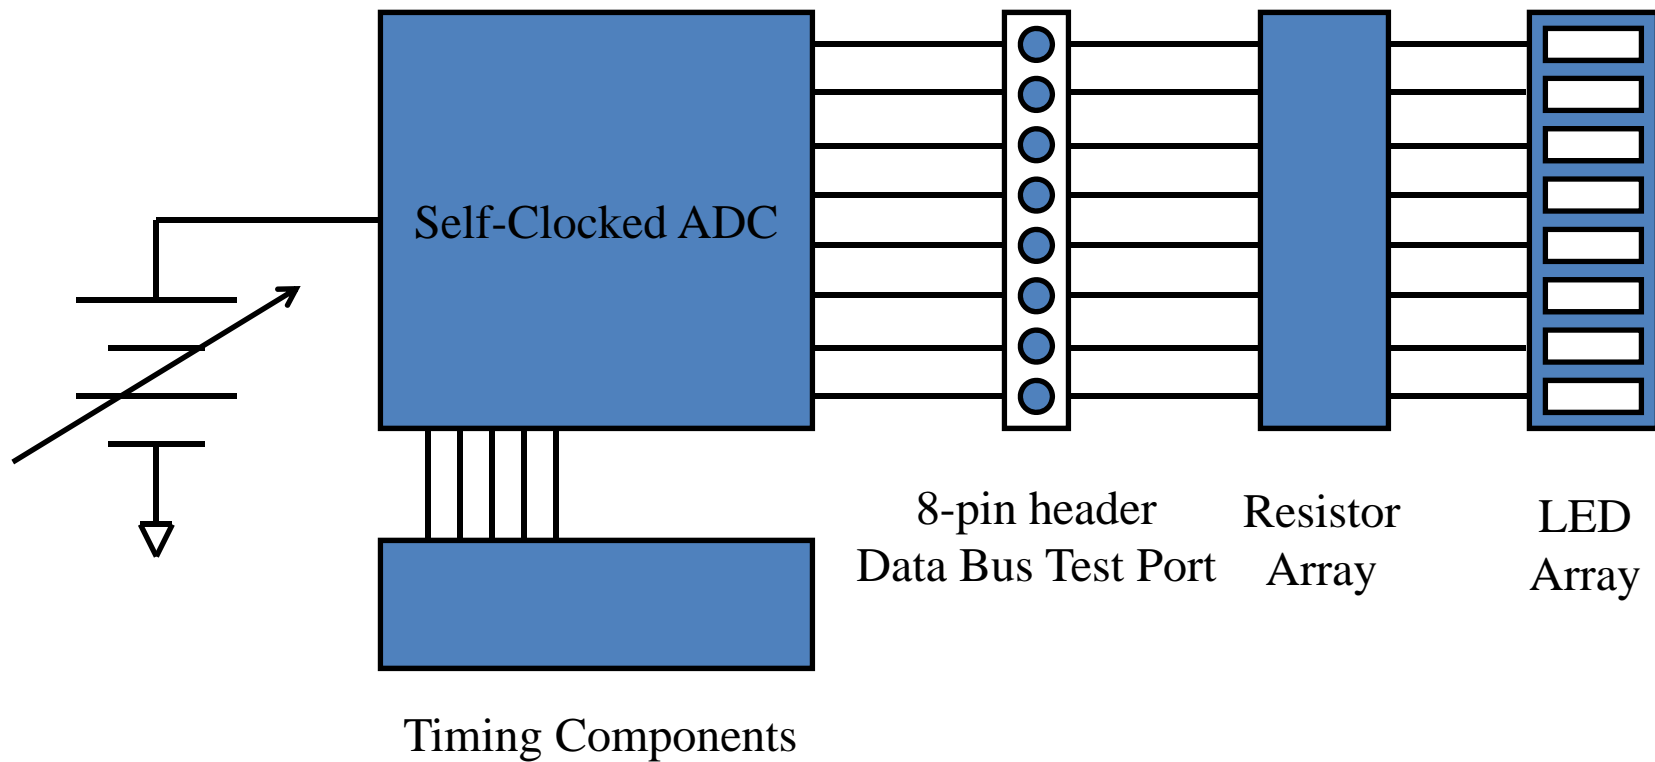 Self-Clocked ADC
8-pin header
Data Bus Test Port
Resistor
Array
LED
Array
Timing Components